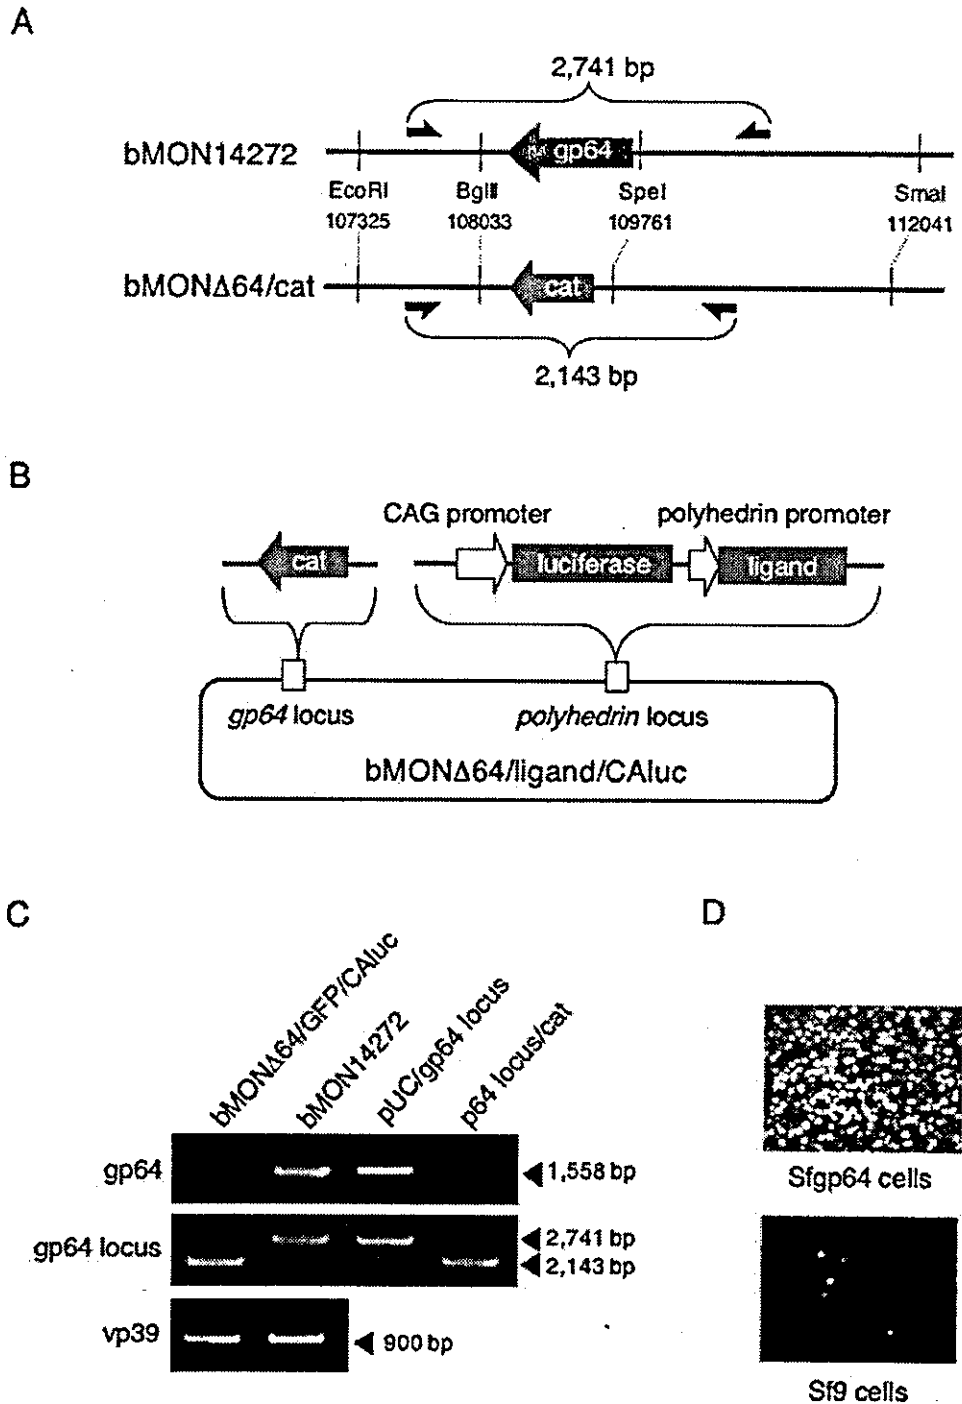 A
2,741 bp
bMON14272
gp64
EcoRI
BglII
SpeI
SmaI
107325
108033
109761
112041
bMONΔ64/cat
cat
2,143 bp
B
CAG promoter
polyhedrin promoter
cat
luciferase
ligand
gp64 locus
polyhedrin locus
bMONΔ64/ligand/CAluc
C
D
bMONΔ64/GFP/CAluc
bMON14272
pUC/gp64 locus
p64 locus/cat
gp64
1,558 bp
gp64 locus
2,741 bp
2,143 bp
vp39
900 bp
Sfgp64 cells
Sf9 cells